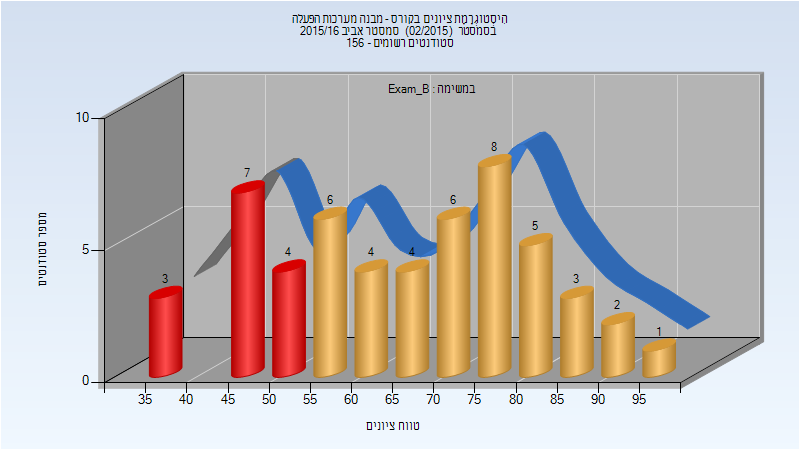 היסטוגרמת ציונים בקורס - מבנה מערכות הפעלה
בסמסטר (02/2015) סמסטר אביב 2015/16
סטודנטים רשומים - 156
במשימה : Exam_B
מספר סטודנטים
10
5
0
3
7
4
6
4
4
6
8
5
3
2
1
35 40 45 50 55 60 65 70 75 80 85 90 95
טווח ציונים